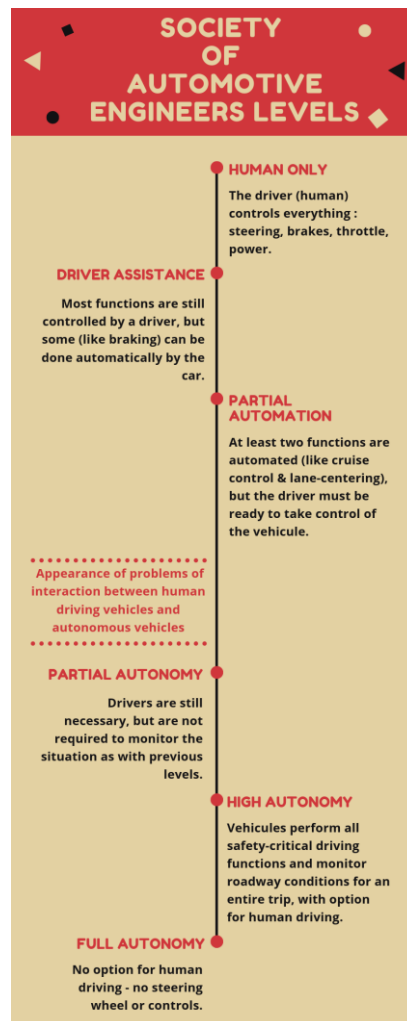 SOCIETY
OF
AUTOMOTIVE
ENGINEERS LEVELS
HUMAN ONLY
The driver (human)
controls everything :
steering, brakes, throttle,
power.
DRIVER ASSISTANCE
Most functions are still
controlled by a driver, but
some (like braking) can be
done automatically by the
car.
PARTIAL
AUTOMATION
At least two functions are
automated (like cruise
control & lane-centering),
but the driver must be
ready to take control of
the vehicule.
Appearance of problems of
interaction between human
driving vehicles and
autonomous vehicles
PARTIAL AUTONOMY
Drivers are still
necessary, but are not
required to monitor the
situation as with previous
levels.
HIGH AUTONOMY
Vehicules perform all
safety-critical driving
functions and monitor
roadway conditions for an
entire trip, with option
for human driving.
FULL AUTONOMY
No option for human
driving - no steering
wheel or controls.